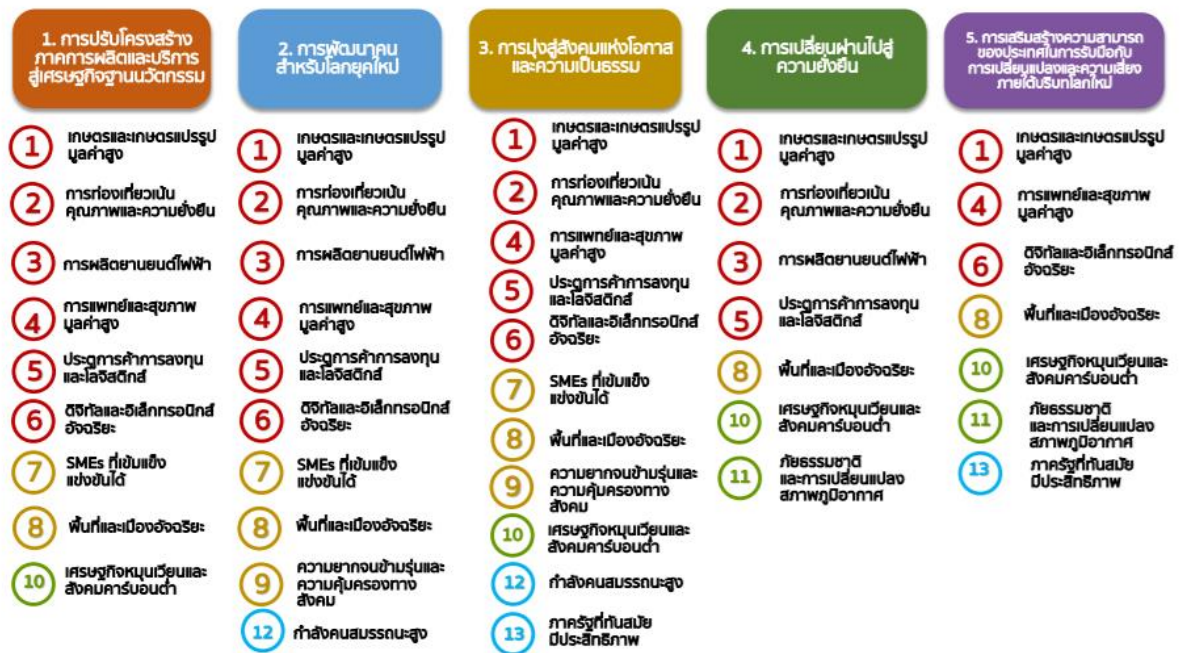 1. การปรับโครงสร้าง
ภาคการผลิตและบริการ
สู่เศรษฐกิจฐานนวัตกรรม
1
เกษตรและเกษตรแปรรูป
มูลค่าสูง
2
การท่องเที่ยวเน้น
คุณภาพและความยั่งยืน
3
การผลิตยานยนต์ไฟฟ้า
4
การแพทย์และสุขภาพ
มูลค่าสูง
5
ประตูการค้าการลงทุน
และโลจิสติกส์
6
ดิจิทัลและอิเล็กทรอนิกส์
อัจฉริยะ
7
SMEs ที่เข้มแข็ง
แข่งขันได้
8
พื้นที่และเมืองอัจฉริยะ
10
เศรษฐกิจหมุนเวียนและ
สังคมคาร์บอนต่ำ
2. การพัฒนาคน
สำหรับโลกยุคใหม่
1
เกษตรและเกษตรแปรรูป
มูลค่าสูง
2
การท่องเที่ยวเน้น
คุณภาพและความยั่งยืน
3
การผลิตยานยนต์ไฟฟ้า
4
การแพทย์และสุขภาพ
มูลค่าสูง
5
ประตูการค้าการลงทุน
และโลจิสติกส์
6
ดิจิทัลและอิเล็กทรอนิกส์
อัจฉริยะ
7
SMEs ที่เข้มแข็ง
แข่งขันได้
8
พื้นที่และเมืองอัจฉริยะ
9
ความยากจนข้ามรุ่นและ
ความคุ้มครองทาง
สังคม
12
กำลังคนสมรรถนะสูง
3. การมุ่งสู่สังคมแห่งโอกาส
และความเป็นธรรม
1
เกษตรและเกษตรแปรรูป
มูลค่าสูง
2
การท่องเที่ยวเน้น
คุณภาพและความยั่งยืน
4
การแพทย์และสุขภาพ
มูลค่าสูง
5
ประตูการค้าการลงทุน
และโลจิสติกส์
6
ดิจิทัลและอิเล็กทรอนิกส์
อัจฉริยะ
7
SMEs ที่เข้มแข็ง
แข่งขันได้
8
พื้นที่และเมืองอัจฉริยะ
9
ความยากจนข้ามรุ่นและ
ความคุ้มครองทาง
สังคม
10
เศรษฐกิจหมุนเวียนและ
สังคมคาร์บอนต่ำ
12
กำลังคนสมรรถนะสูง
13
ภาครัฐที่ทันสมัย
มีประสิทธิภาพ
4. การเปลี่ยนผ่านไปสู่
ความยั่งยืน
1
เกษตรและเกษตรแปรรูป
มูลค่าสูง
2
การท่องเที่ยวเน้น
คุณภาพและความยั่งยืน
3
การผลิตยานยนต์ไฟฟ้า
5
ประตูการค้าการลงทุน
และโลจิสติกส์
8
พื้นที่และเมืองอัจฉริยะ
10
เศรษฐกิจหมุนเวียนและ
สังคมคาร์บอนต่ำ
11
ภัยธรรมชาติ
และการเปลี่ยนแปลง
สภาพภูมิอากาศ
5. การเสริมสร้างความสามารถ
ของประเทศในการรับมือกับ
การเปลี่ยนแปลงและความเสี่ยง
ภายใต้บริบทโลกใหม่
1
เกษตรและเกษตรแปรรูป
มูลค่าสูง
4
การแพทย์และสุขภาพ
มูลค่าสูง
6
ดิจิทัลและอิเล็กทรอนิกส์
อัจฉริยะ
8
พื้นที่และเมืองอัจฉริยะ
10
เศรษฐกิจหมุนเวียนและ
สังคมคาร์บอนต่ำ
11
ภัยธรรมชาติ
และการเปลี่ยนแปลง
สภาพภูมิอากาศ
13
ภาครัฐที่ทันสมัย
มีประสิทธิภาพ